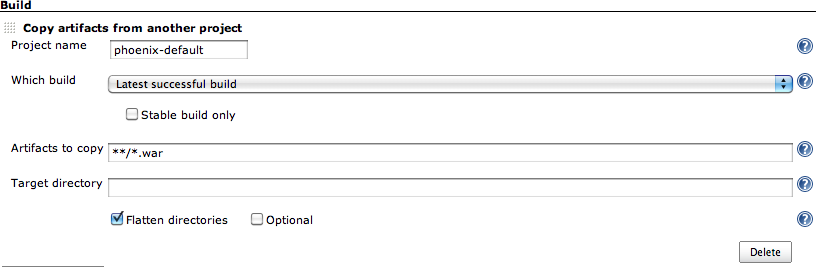 Build
Copy artifacts from another project
Project name phoenix-default ?
Which build Latest successful build ?
Stable build only
Artifacts to copy **/*.war ?
Target directory ?
Flatten directories Optional ?
Delete